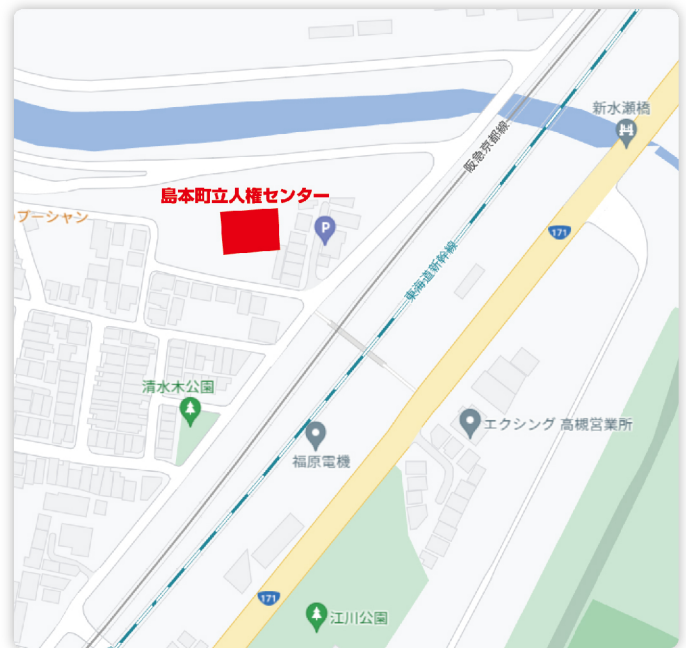 新水瀬橋
阪急京都線
島本町立人権センター
プーシャン
P
171
東海道新幹線
清水木公園
エクシング 高槻営業所
福原電機
171
江川公園